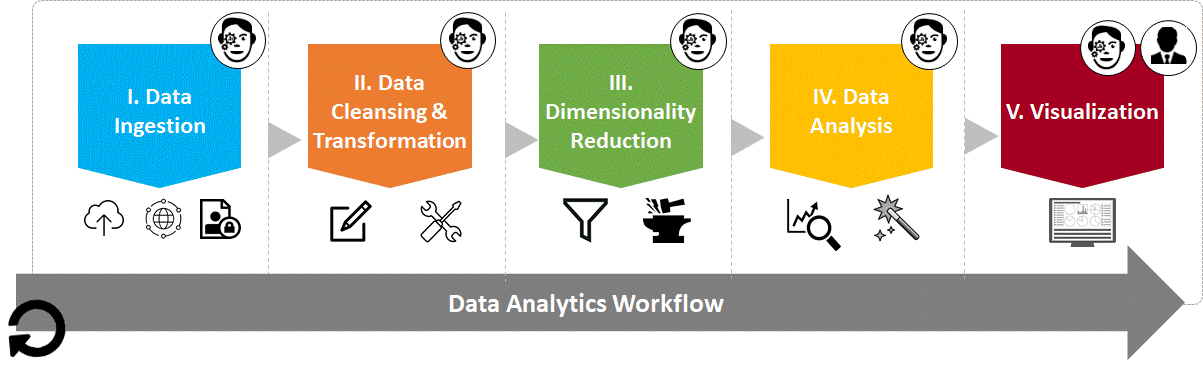 I. Data
Ingestion
II. Data
Cleansing &
Transformation
III.
Dimensionality
Reduction
IV. Data
Analysis
V. Visualization
Data Analytics Workflow